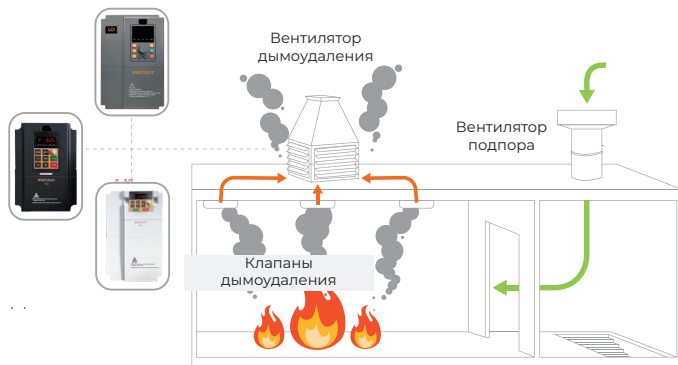 Вентилятор
дымоудаления
Вентилятор
подпора
Клапаны
дымоудаления